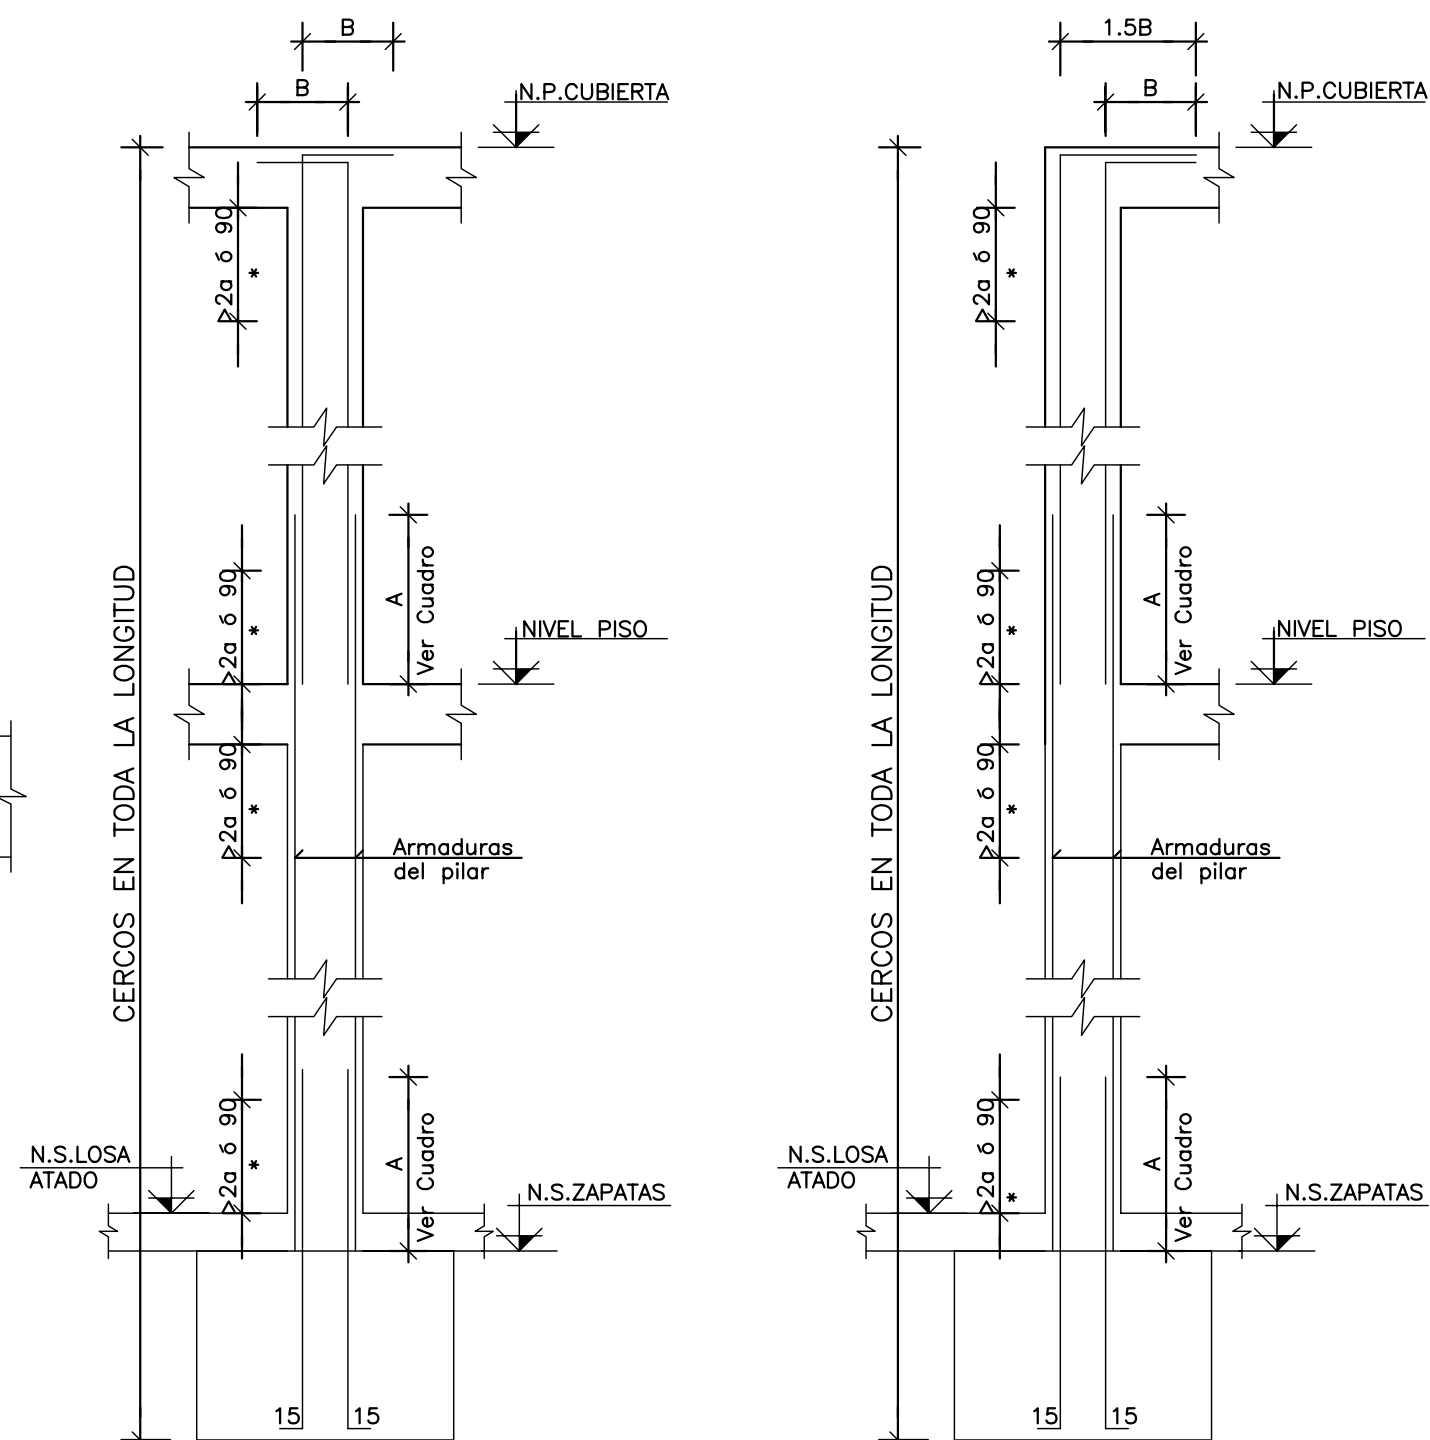 B
B
N.P.CUBIERTA
2a ó 90
*
CERCOS EN TODA LA LONGITUD
2a ó 90
*
A
Ver Cuadro
NIVEL PISO
2a ó 90
*
Armaduras
del pilar
2a ó 90
*
A
Ver Cuadro
N.S.LOSA
ATADO
N.S.ZAPATAS
15
15
1.5B
B
N.P.CUBIERTA
2a ó 90
*
CERCOS EN TODA LA LONGITUD
2a ó 90
*
A
Ver Cuadro
NIVEL PISO
2a ó 90
*
Armaduras
del pilar
2a ó 90
*
A
Ver Cuadro
N.S.LOSA
ATADO
N.S.ZAPATAS
15
15